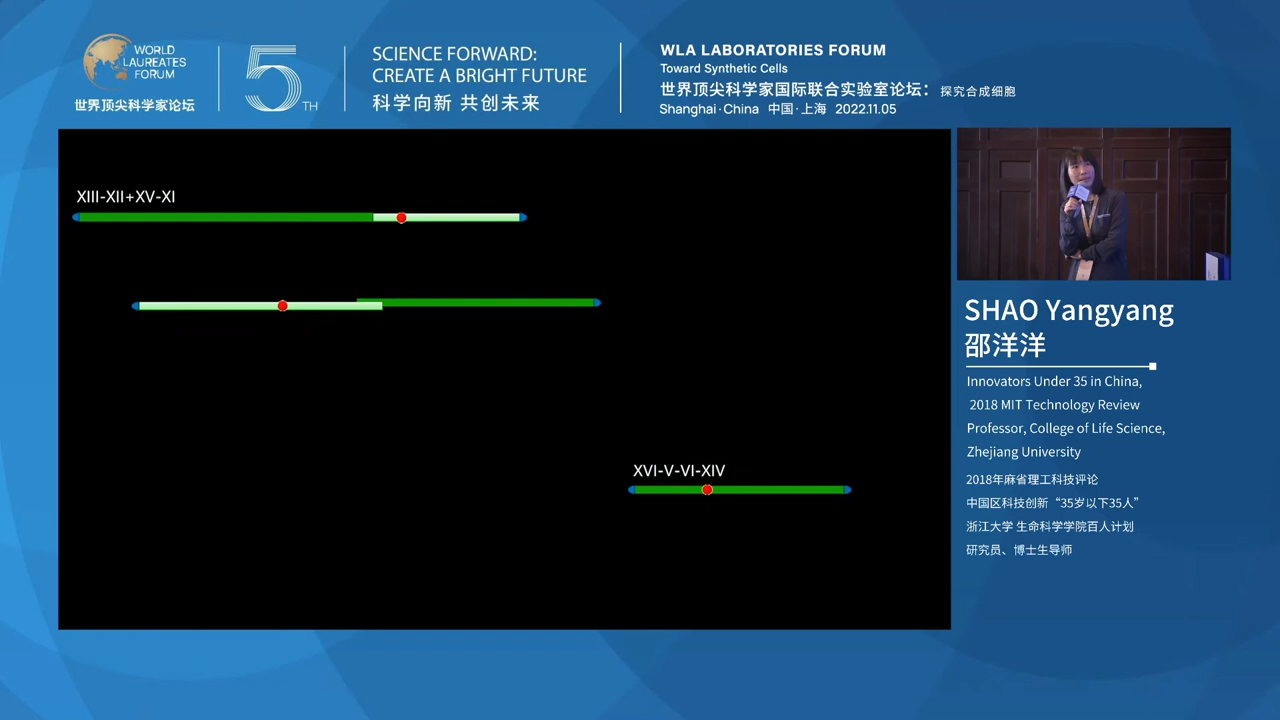 WORLD
LAUREATES
FORUM
世界顶尖科学家论坛
5TH
SCIENCE FORWARD:
CREATE A BRIGHT FUTURE
科学向新 共创未来
WLA LABORATORIES FORUM
Toward Synthetic Cells
世界顶尖科学家国际联合实验室论坛：探究合成细胞
Shanghai·China 中国·上海 2022.11.05
XIII-XII+XV-XI
XVI-V-VI-XIV
SHAO Yangyang
邵洋洋
Innovators Under 35 in China,
2018 MIT Technology Review
Professor, College of Life Science,
Zhejiang University
2018年麻省理工科技评论
中国区科技创新“35岁以下35人”
浙江大学 生命科学学院百人计划
研究员、博士生导师